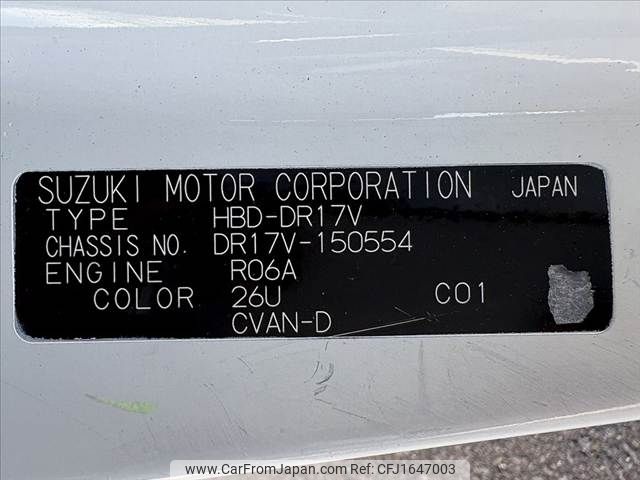 SUZUKI MOTOR CORPORATION JAPAN
TYPE HBD-DR17V
CHASSIS NO. DR17V-150554
ENGINE R06A
COLOR 26U C01
CVAN-D
www.CarFromJapan.com | CFJ1647003